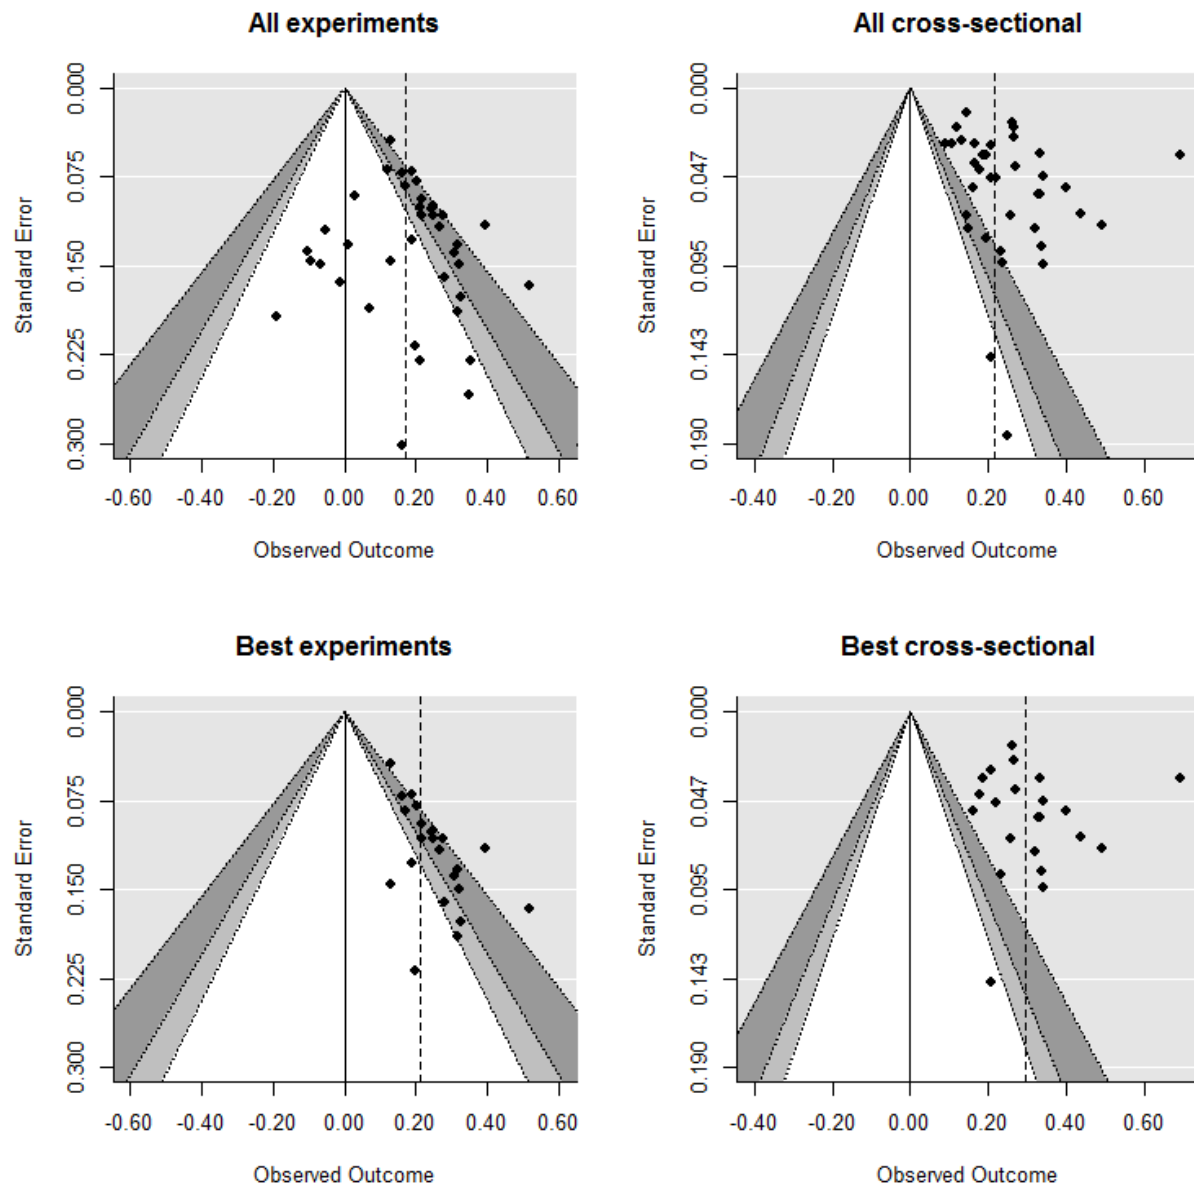 All experiments
0.000
0.075
0.150
0.225
0.300
Standard Error
-0.60 -0.40 -0.20 0.00 0.20 0.40 0.60
Observed Outcome
All cross-sectional
0.000
0.047
0.095
0.143
0.190
Standard Error
-0.40 -0.20 0.00 0.20 0.40 0.60
Observed Outcome
Best experiments
0.000
0.075
0.150
0.225
0.300
Standard Error
-0.60 -0.40 -0.20 0.00 0.20 0.40 0.60
Observed Outcome
Best cross-sectional
0.000
0.047
0.095
0.143
0.190
Standard Error
-0.40 -0.20 0.00 0.20 0.40 0.60
Observed Outcome